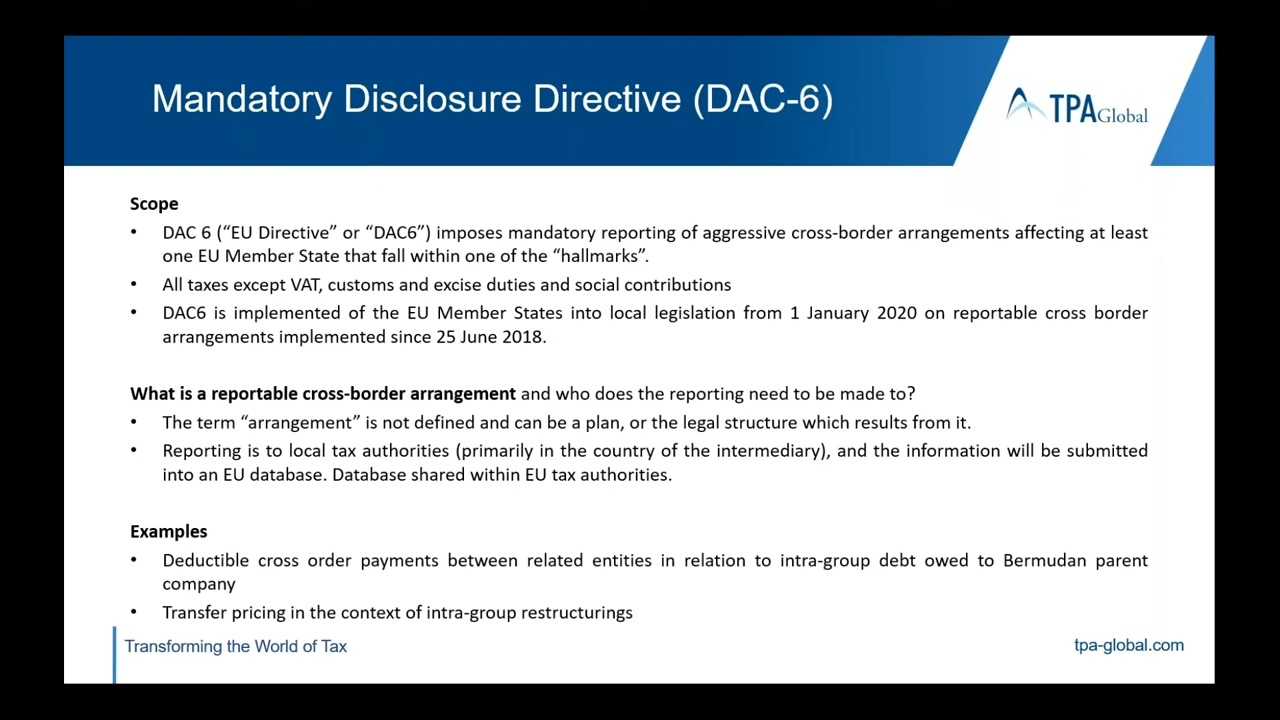 Mandatory Disclosure Directive (DAC-6)
TPA Global
Scope
• DAC 6 (“EU Directive” or “DAC6”) imposes mandatory reporting of aggressive cross-border arrangements affecting at least
one EU Member State that fall within one of the “hallmarks”.
• All taxes except VAT, customs and excise duties and social contributions
• DAC6 is implemented of the EU Member States into local legislation from 1 January 2020 on reportable cross border
arrangements implemented since 25 June 2018.
What is a reportable cross-border arrangement and who does the reporting need to be made to?
• The term “arrangement” is not defined and can be a plan, or the legal structure which results from it.
• Reporting is to local tax authorities (primarily in the country of the intermediary), and the information will be submitted
into an EU database. Database shared within EU tax authorities.
Examples
• Deductible cross order payments between related entities in relation to intra-group debt owed to Bermudan parent
company
• Transfer pricing in the context of intra-group restructurings
Transforming the World of Tax
tpa-global.com